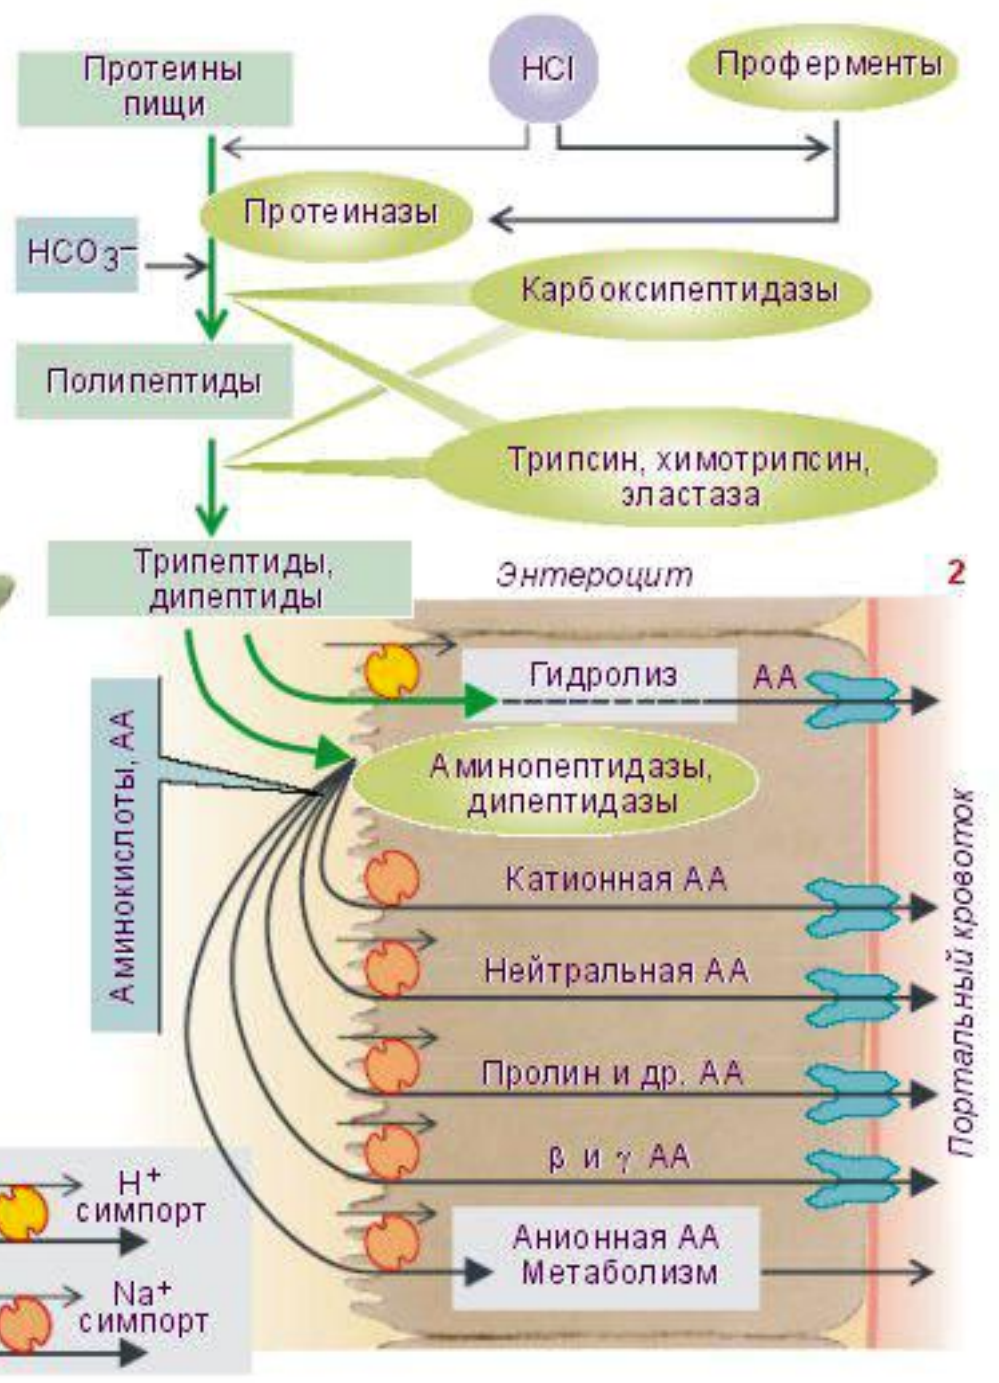 Протеины
пищи
HCl
Проферменты
Протеиназы
HCO3−
Карбоксипептидазы
Полипептиды
Трипсин, химотрипсин,
эластаза
Трипептиды,
дипептиды
Энтероцит
2
Гидролиз
АА
Аминокислоты, АА
Аминопептидазы,
дипептидазы
Катионная АА
Нейтральная АА
Пролин и др. АА
β и γ АА
Анионная АА
Метаболизм
Портальный кровоток
H+
симпорт
Na+
симпорт